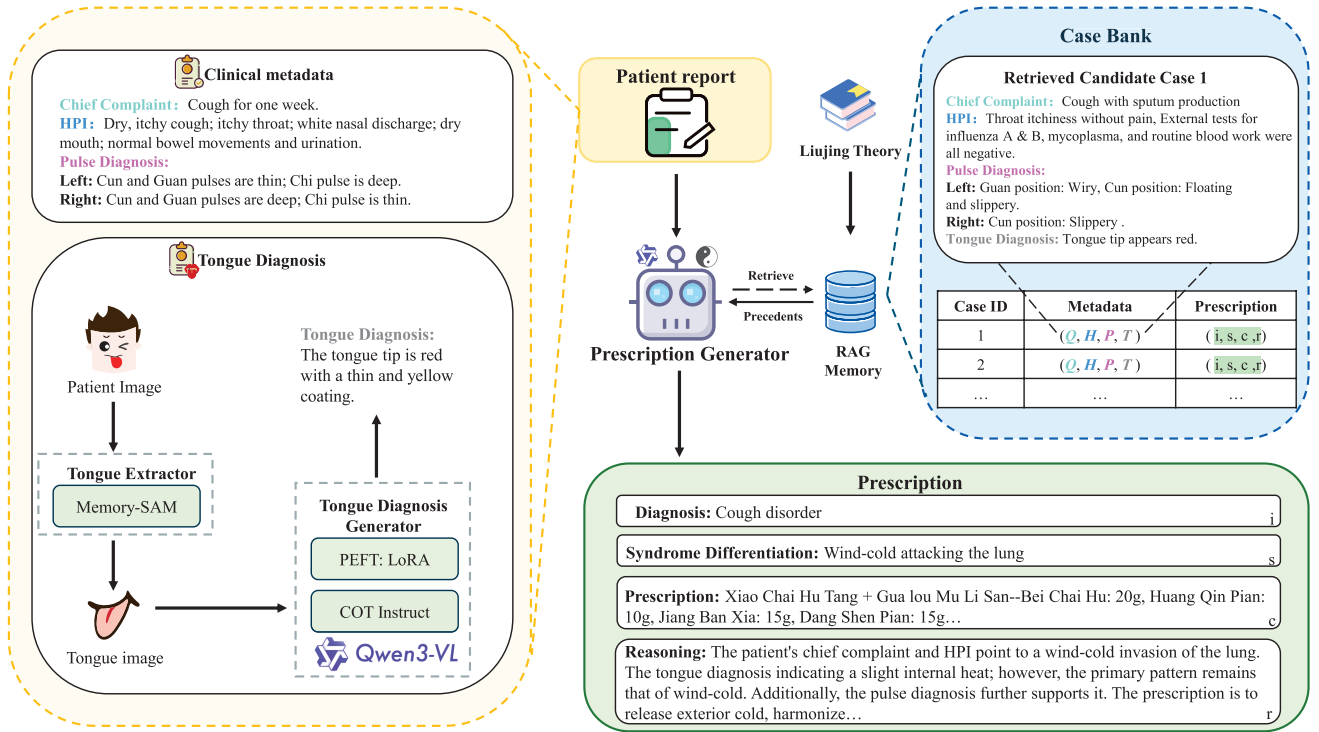 Clinical metadata
Chief Complaint： Cough for one week.
HPI： Dry, itchy cough; itchy throat; white nasal discharge; dry
mouth; normal bowel movements and urination.
Pulse Diagnosis:
Left: Cun and Guan pulses are thin; Chi pulse is deep.
Right: Cun and Guan pulses are deep; Chi pulse is thin.
Tongue Diagnosis
Patient Image
Tongue Extractor
Memory-SAM
Tongue image
Tongue Diagnosis:
The tongue tip is red
with a thin and yellow
coating.
Tongue Diagnosis
Generator
PEFT: LoRA
COT Instruct
Qwen3-VL
Patient report
Liujing Theory
Prescription Generator
Retrieve
Precedents
RAG
Memory
Case Bank
Retrieved Candidate Case 1
Chief Complaint： Cough with sputum production
HPI： Throat itchiness without pain, External tests for
influenza A & B, mycoplasma, and routine blood work were
all negative.
Pulse Diagnosis:
Left: Guan position: Wiry, Cun position: Floating
and slippery.
Right: Cun position: Slippery .
Tongue Diagnosis: Tongue tip appears red.
Case ID Metadata Prescription
1 (Q, H, P, T ) ( i, s, c ,r)
2 (Q, H, P, T ) ( i, s, c ,r)
… … …
Prescription
Diagnosis: Cough disorder i
Syndrome Differentiation: Wind-cold attacking the lung s
Prescription: Xiao Chai Hu Tang + Gua lou Mu Li San--Bei Chai Hu: 20g, Huang Qin Pian:
10g, Jiang Ban Xia: 15g, Dang Shen Pian: 15g… c
Reasoning: The patient's chief complaint and HPI point to a wind-cold invasion of the lung.
The tongue diagnosis indicating a slight internal heat; however, the primary pattern remains
that of wind-cold. Additionally, the pulse diagnosis further supports it. The prescription is to
release exterior cold, harmonize… r